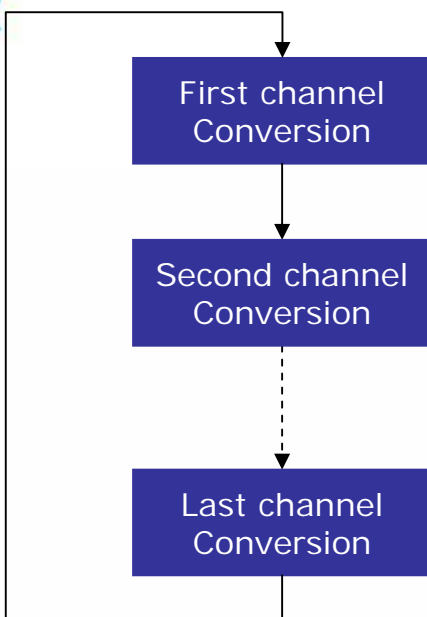 First channel
Conversion
Second channel
Conversion
Last channel
Conversion